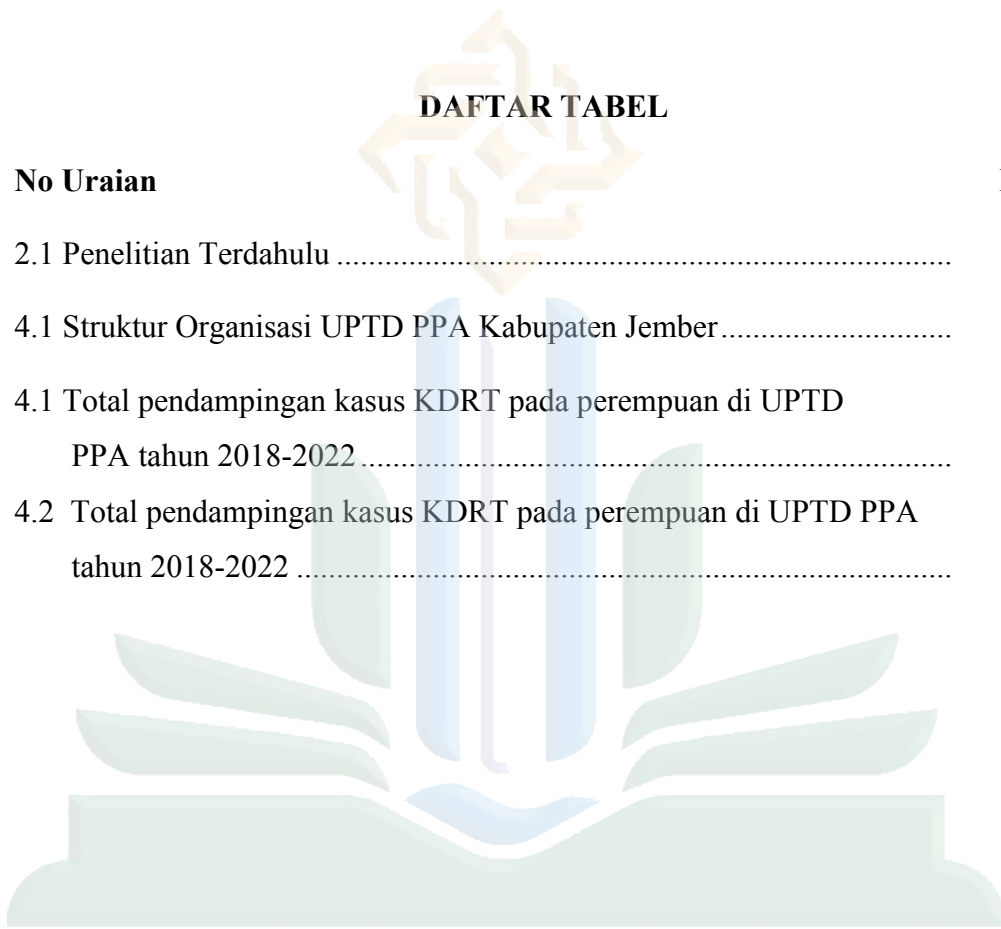 DAFTAR TABEL
No Uraian
2.1 Penelitian Terdahulu .............................................................................
4.1 Struktur Organisasi UPTD PPA Kabupaten Jember.............................
4.1 Total pendampingan kasus KDRT pada perempuan di UPTD
PPA tahun 2018-2022 ..........................................................................
4.2 Total pendampingan kasus KDRT pada perempuan di UPTD PPA
tahun 2018-2022 ..................................................................................